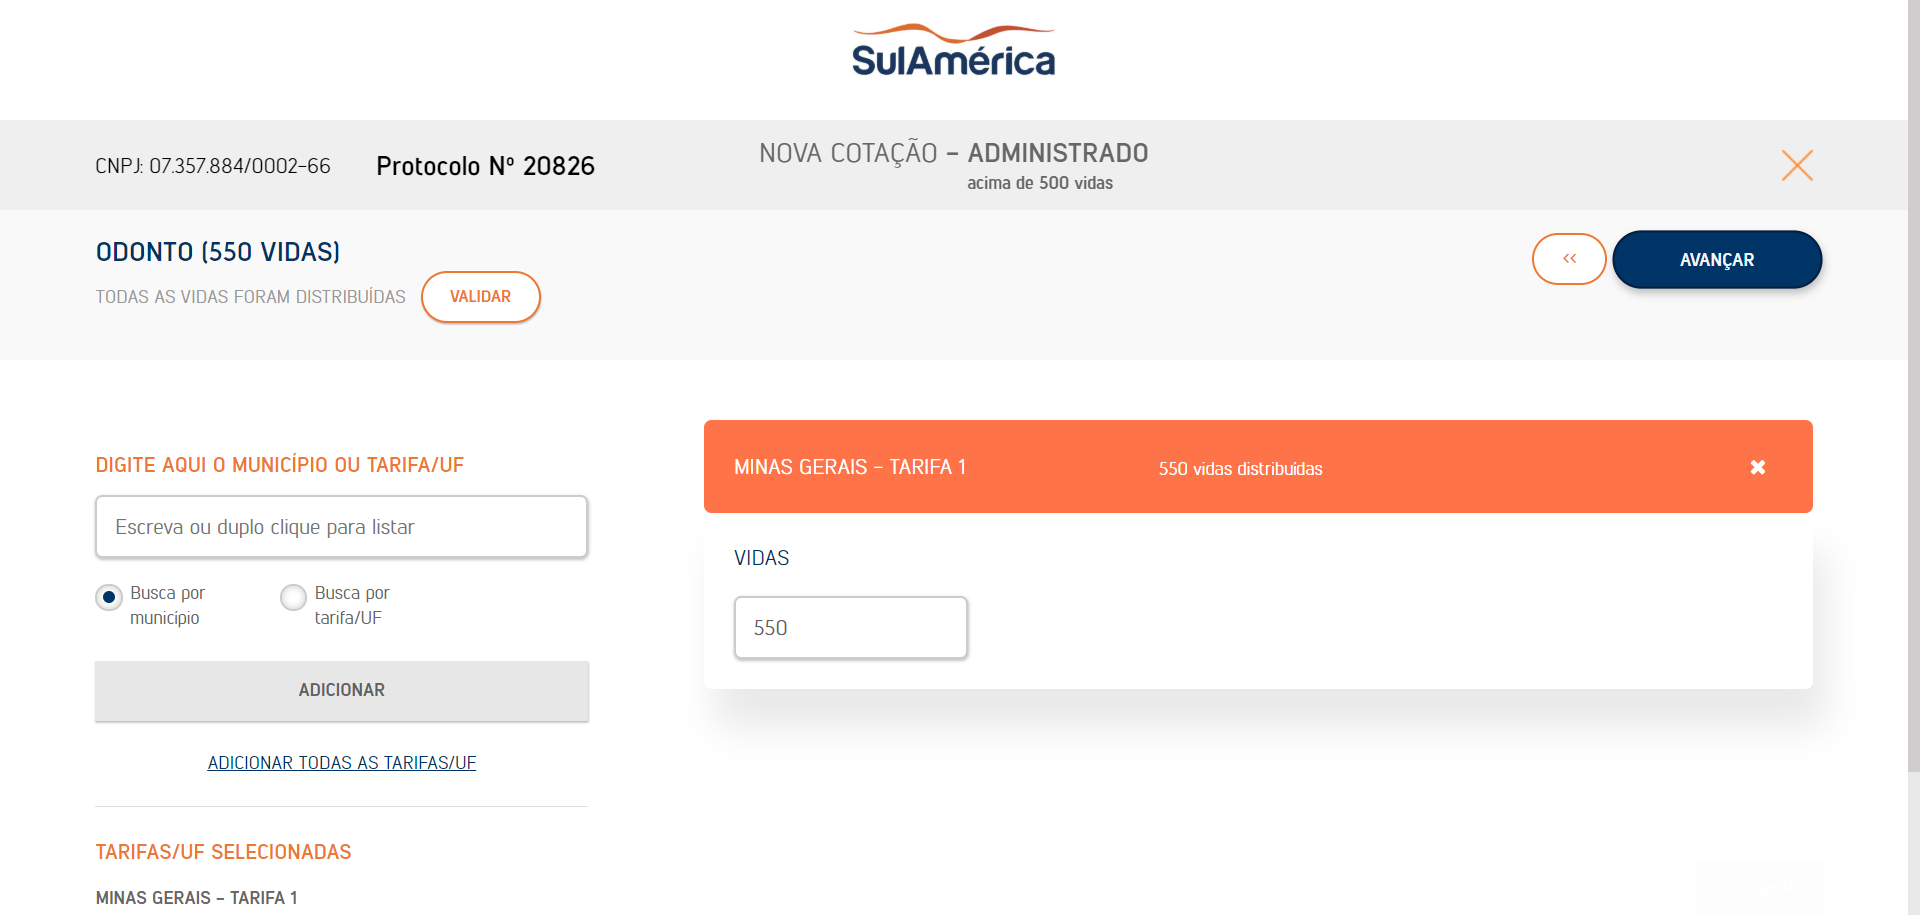 SulAmérica
CNPJ: 07.357.884/0002-66
Protocolo Nº 20826
NOVA COTAÇÃO - ADMINISTRADO
acima de 500 vidas
ODONTO (550 VIDAS)
TODAS AS VIDAS FORAM DISTRIBUÍDAS
VALIDAR
<<
AVANÇAR
DIGITE AQUI O MUNICÍPIO OU TARIFA/UF
Escreva ou duplo clique para listar
Busca por
município
Busca por
tarifa/UF
ADICIONAR
ADICIONAR TODAS AS TARIFAS/UF
TARIFAS/UF SELECIONADAS
MINAS GERAIS - TARIFA 1
MINAS GERAIS - TARIFA 1
550 vidas distribuidas
VIDAS
550